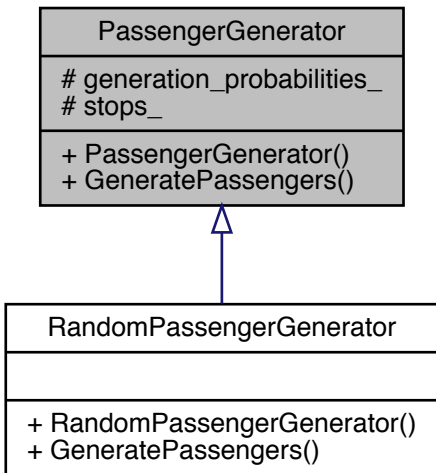 PassengerGenerator
# generation_probabilities_
# stops_
+ PassengerGenerator()
+ GeneratePassengers()
RandomPassengerGenerator
+ RandomPassengerGenerator()
+ GeneratePassengers()